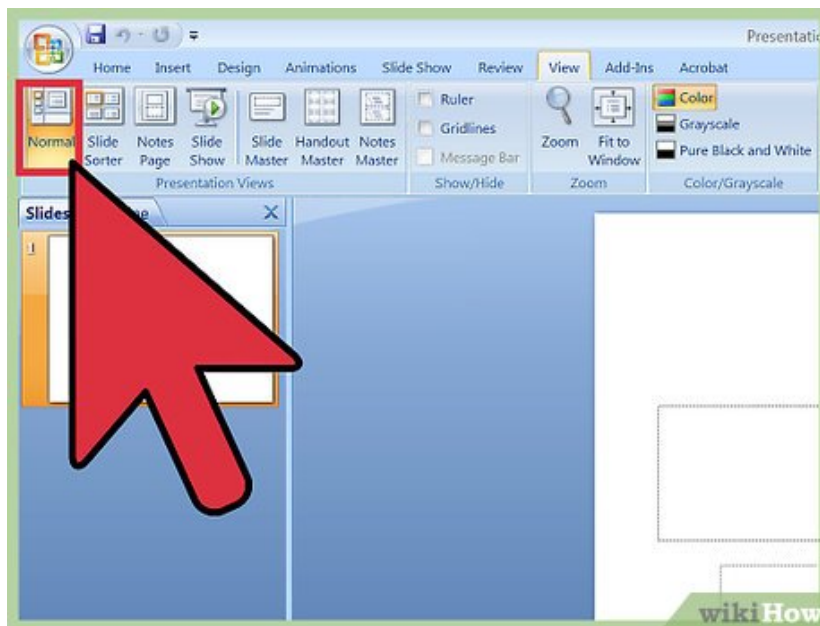 Presentatio
Home Insert Design Animations Slide Show Review View Add-Ins Acrobat
Normal Slide Sorter Notes Page Slide Show Slide Master Handout Master Notes Master
Ruler
Gridlines
Message Bar
Zoom Fit to Window
Color
Grayscale
Pure Black and White
Presentation Views Show/Hide Zoom Color/Grayscale
Slides
1
wikiHow